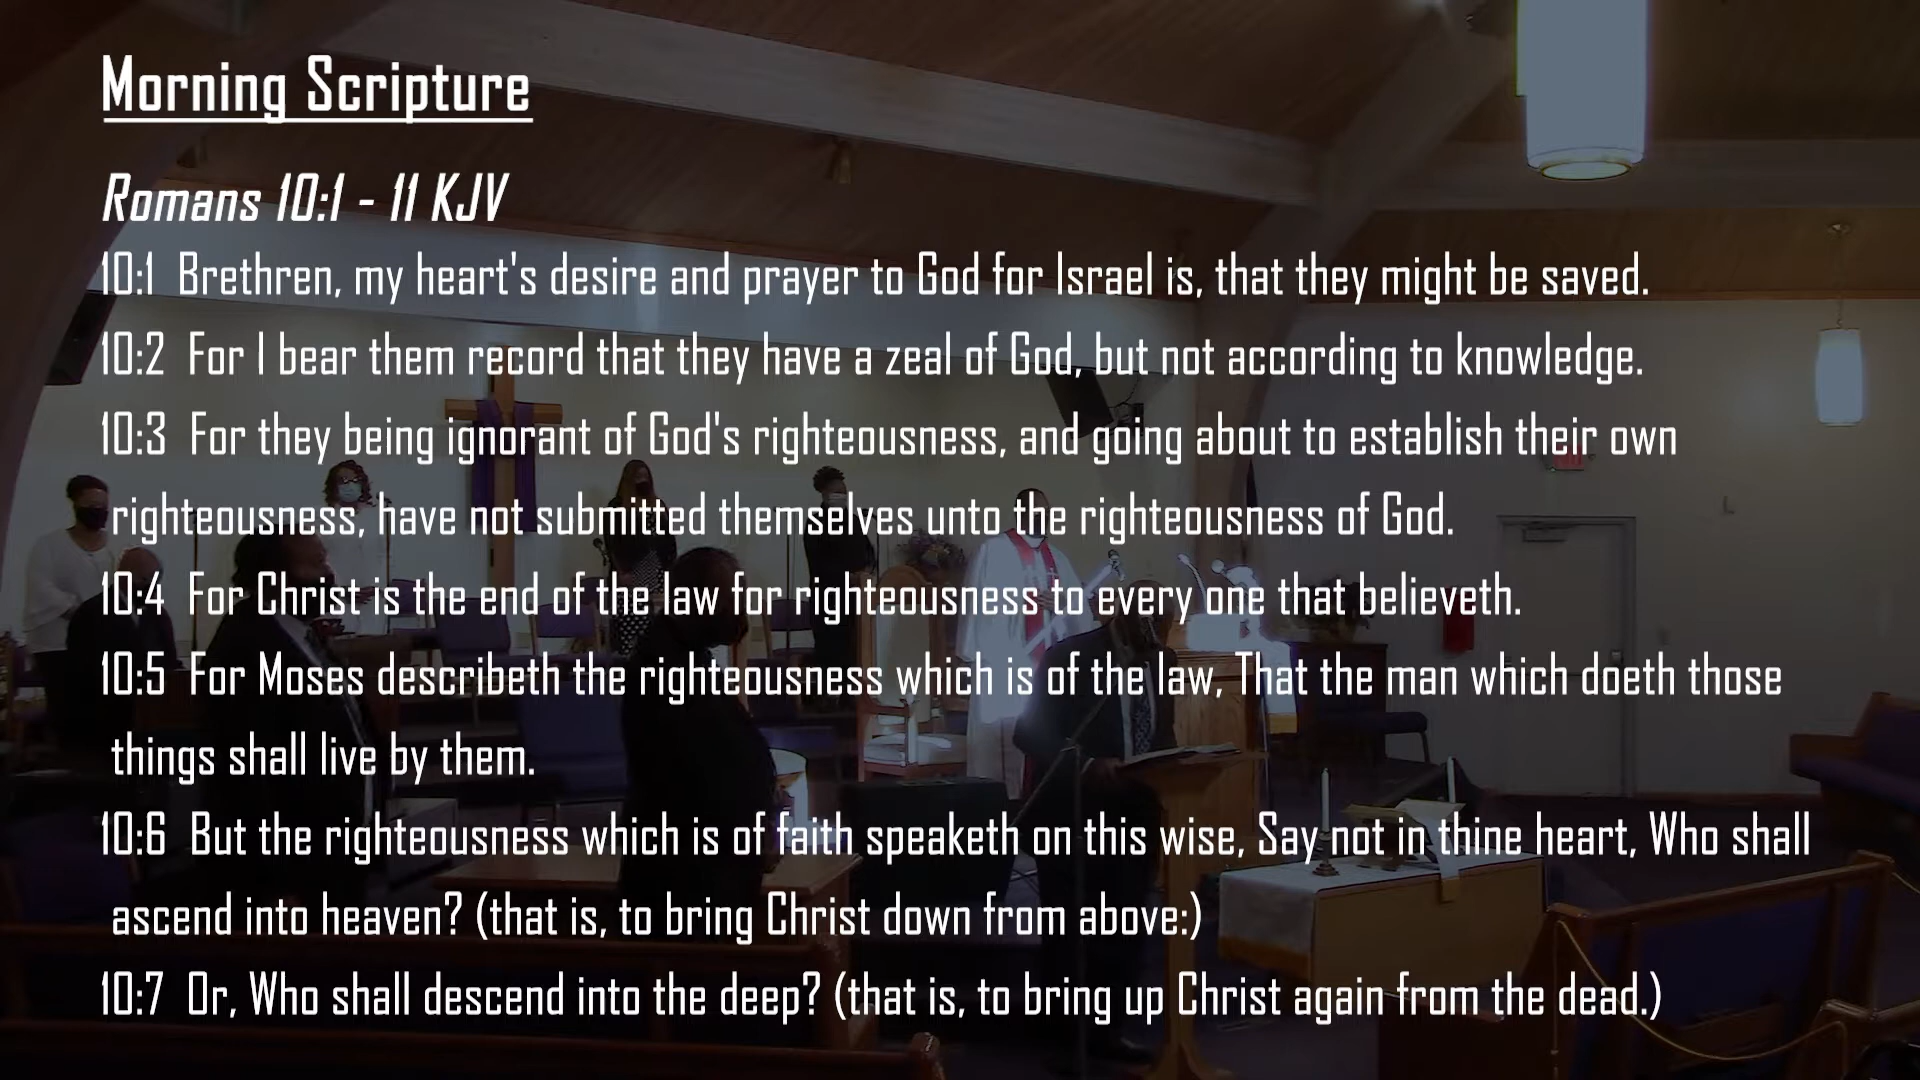 Morning Scripture
Romans 10:1 - 11 KJV
10:1 Brethren, my heart's desire and prayer to God for Israel is, that they might be saved.
10:2 For I bear them record that they have a zeal of God, but not according to knowledge.
10:3 For they being ignorant of God's righteousness, and going about to establish their own
righteousness, have not submitted themselves unto the righteousness of God.
10:4 For Christ is the end of the law for righteousness to every one that believeth.
10:5 For Moses describeth the righteousness which is of the law, That the man which doeth those
things shall live by them.
10:6 But the righteousness which is of faith speaketh on this wise, Say not in thine heart, Who shall
ascend into heaven? (that is, to bring Christ down from above:)
10:7 Or, Who shall descend into the deep? (that is, to bring up Christ again from the dead.)